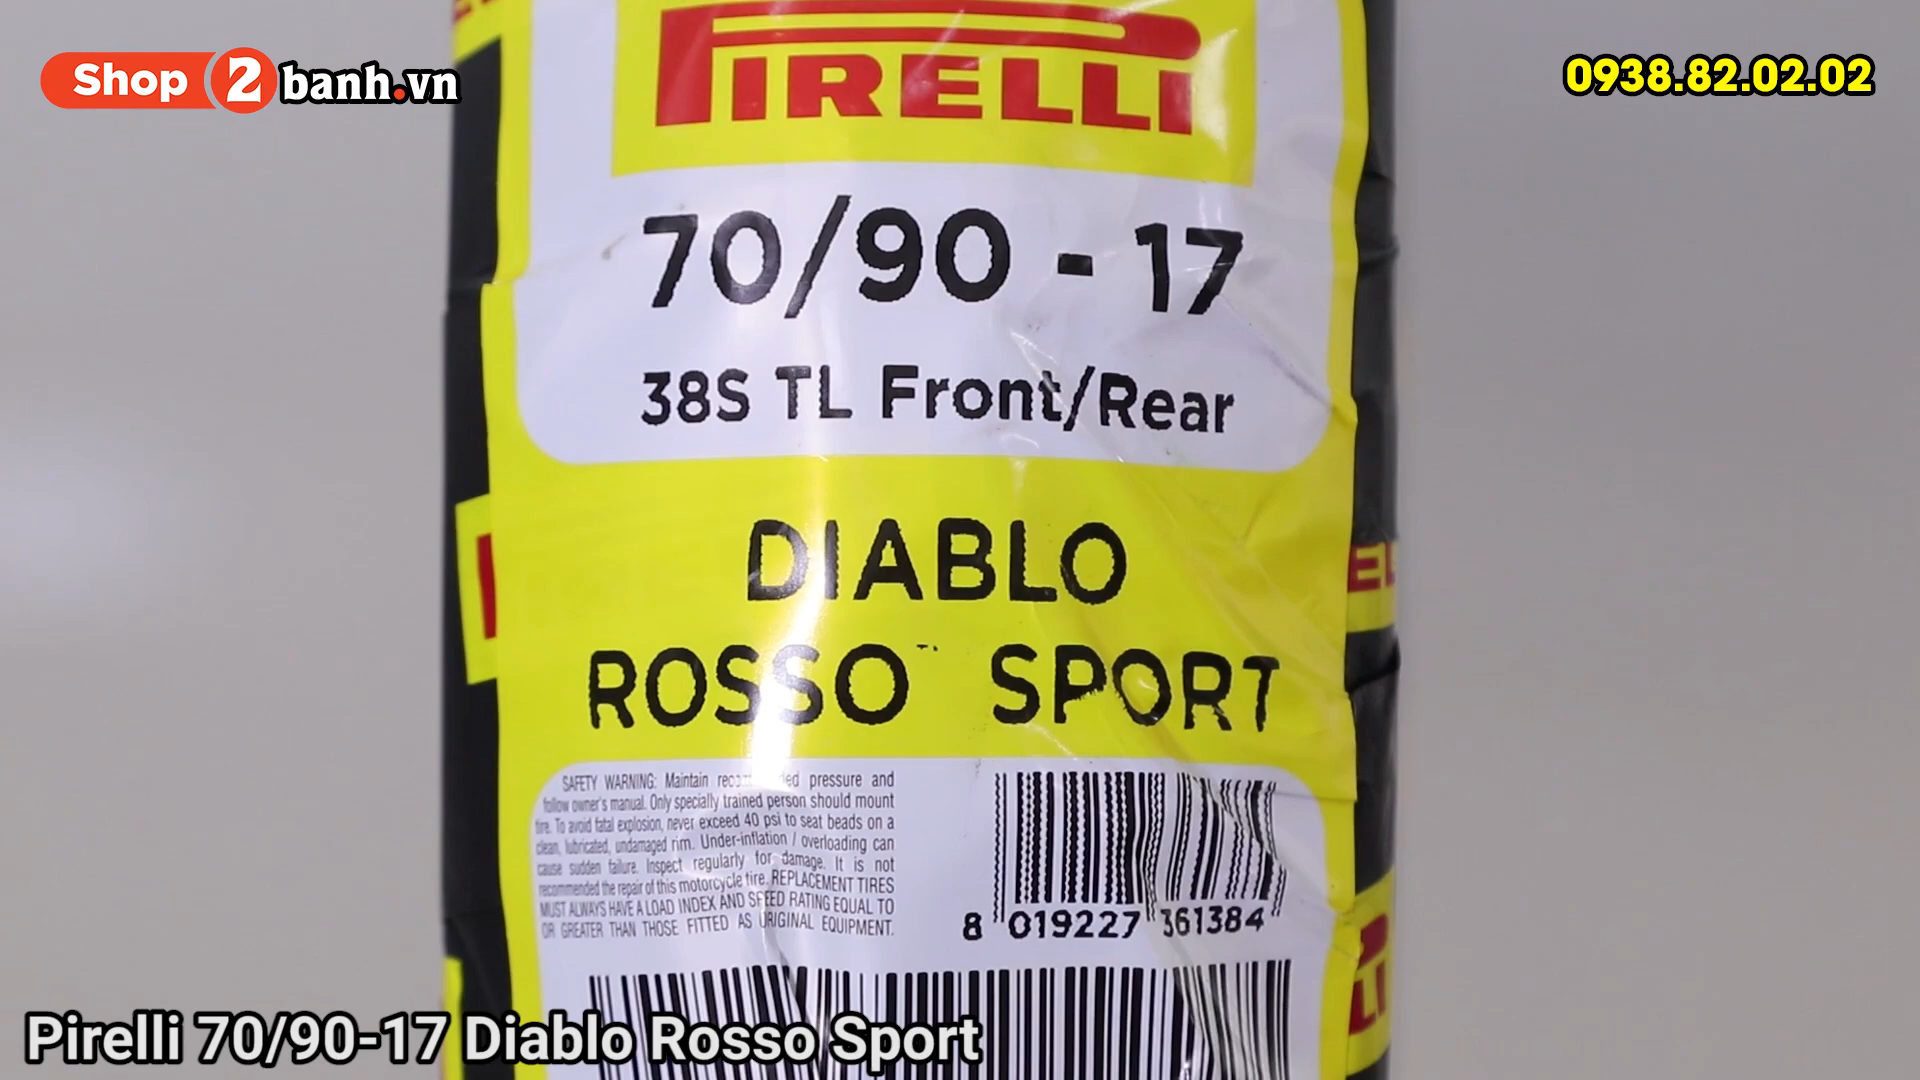 Shop 2 banh.vn
0938.82.02.02
PIRELLI
70/90 - 17
38S TL Front/Rear
DIABLO
ROSSO™ SPORT
SAFETY WARNING: Maintain recommended pressure and
follow owner's manual. Only specially trained person should mount
tire. To avoid fatal explosion, never exceed 40 psi to seat beads on a
clean, lubricated, undamaged rim. Under-inflation / overloading can
cause sudden failure. Inspect regularly for damage. It is not
recommended the repair of this motorcycle tire. REPLACEMENT TIRES
MUST ALWAYS HAVE A LOAD INDEX AND SPEED RATING EQUAL TO
OR GREATER THAN THOSE FITTED AS ORIGINAL EQUIPMENT.
8 019227 361384
Pirelli 70/90-17 Diablo Rosso Sport